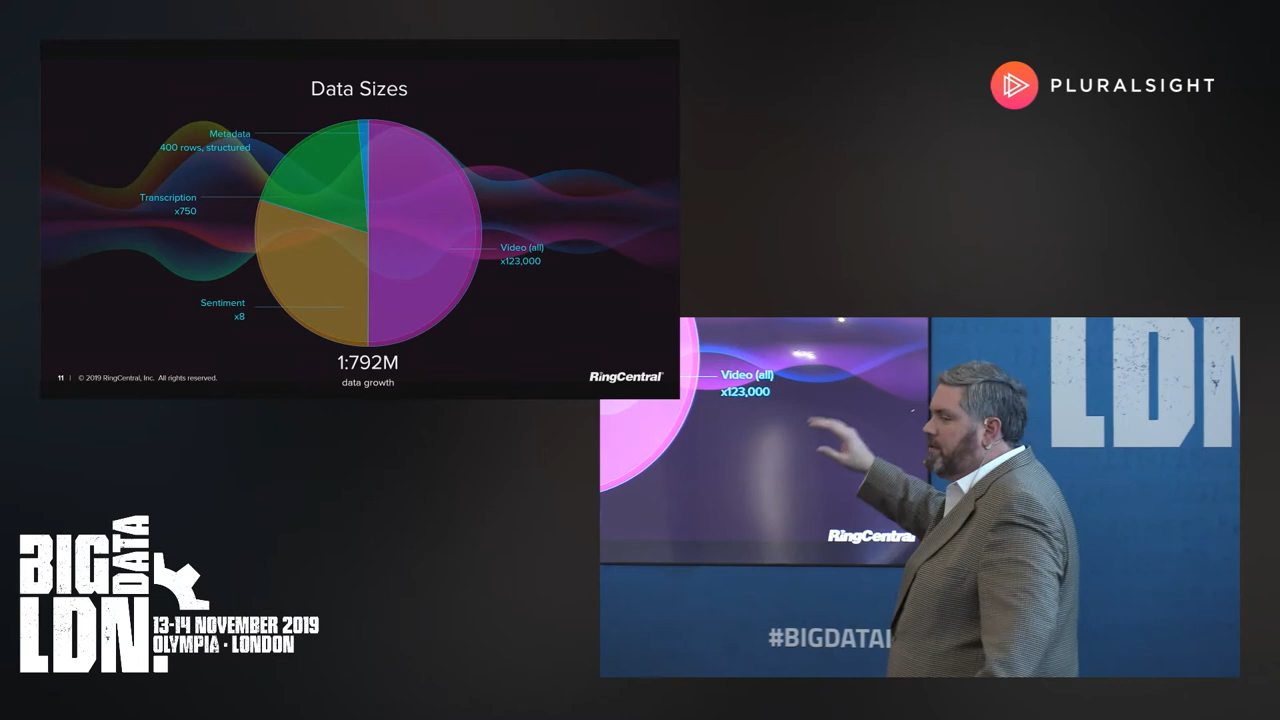 Data Sizes
Metadata
400 rows, structured
Transcription
x750
Video (all)
x123,000
Sentiment
x8
1:792M
data growth
11 | © 2019 RingCentral, Inc. All rights reserved.
RingCentral
PLURALSIGHT
Video (all)
x123,000
RingCentral
LDN
#BIGDATAL
BIG
DATA
LDN.
13-14 NOVEMBER 2019
OLYMPIA · LONDON